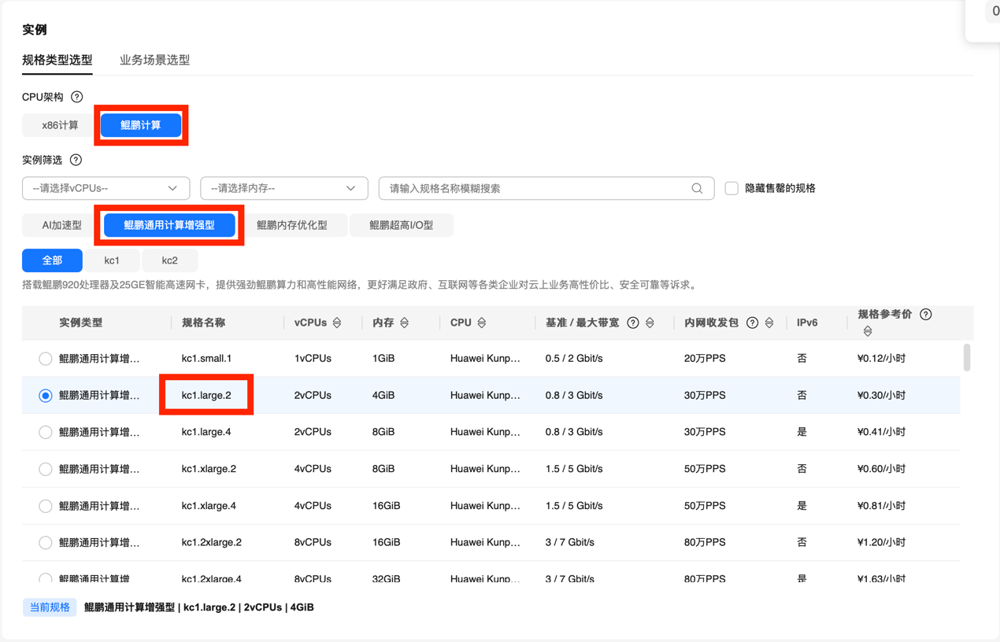 0
实例
规格类型选型 业务场景选型
CPU架构 ?
x86计算 鲲鹏计算
实例筛选 ?
--请选择vCPUs-- --请选择内存-- 请输入规格名称模糊搜索 隐藏售罄的规格
AI加速型 鲲鹏通用计算增强型 鲲鹏内存优化型 鲲鹏超高I/O型
全部 kc1 kc2
搭载鲲鹏920处理器及25GE智能高速网卡，提供强劲鲲鹏算力和高性能网络，更好满足政府、互联网等各类企业对云上业务高性价比、安全可靠等诉求。
实例类型 规格名称 vCPUs 内存 CPU 基准 / 最大带宽 ? 内网收发包 ? IPv6 规格参考价 ?
鲲鹏通用计算增... kc1.small.1 1vCPUs 1GiB Huawei Kunp... 0.5 / 2 Gbit/s 20万PPS 否 ¥0.12/小时
鲲鹏通用计算增... kc1.large.2 2vCPUs 4GiB Huawei Kunp... 0.8 / 3 Gbit/s 30万PPS 否 ¥0.30/小时
鲲鹏通用计算增... kc1.large.4 2vCPUs 8GiB Huawei Kunp... 0.8 / 3 Gbit/s 30万PPS 是 ¥0.41/小时
鲲鹏通用计算增... kc1.xlarge.2 4vCPUs 8GiB Huawei Kunp... 1.5 / 5 Gbit/s 50万PPS 否 ¥0.60/小时
鲲鹏通用计算增... kc1.xlarge.4 4vCPUs 16GiB Huawei Kunp... 1.5 / 5 Gbit/s 50万PPS 是 ¥0.81/小时
鲲鹏通用计算增... kc1.2xlarge.2 8vCPUs 16GiB Huawei Kunp... 3 / 7 Gbit/s 80万PPS 否 ¥1.20/小时
鲲鹏通用计算增... kc1.2xlarge.4 8vCPUs 32GiB Huawei Kunp... 3 / 7 Gbit/s 80万PPS 是 ¥1.63/小时
当前规格 鲲鹏通用计算增强型 | kc1.large.2 | 2vCPUs | 4GiB